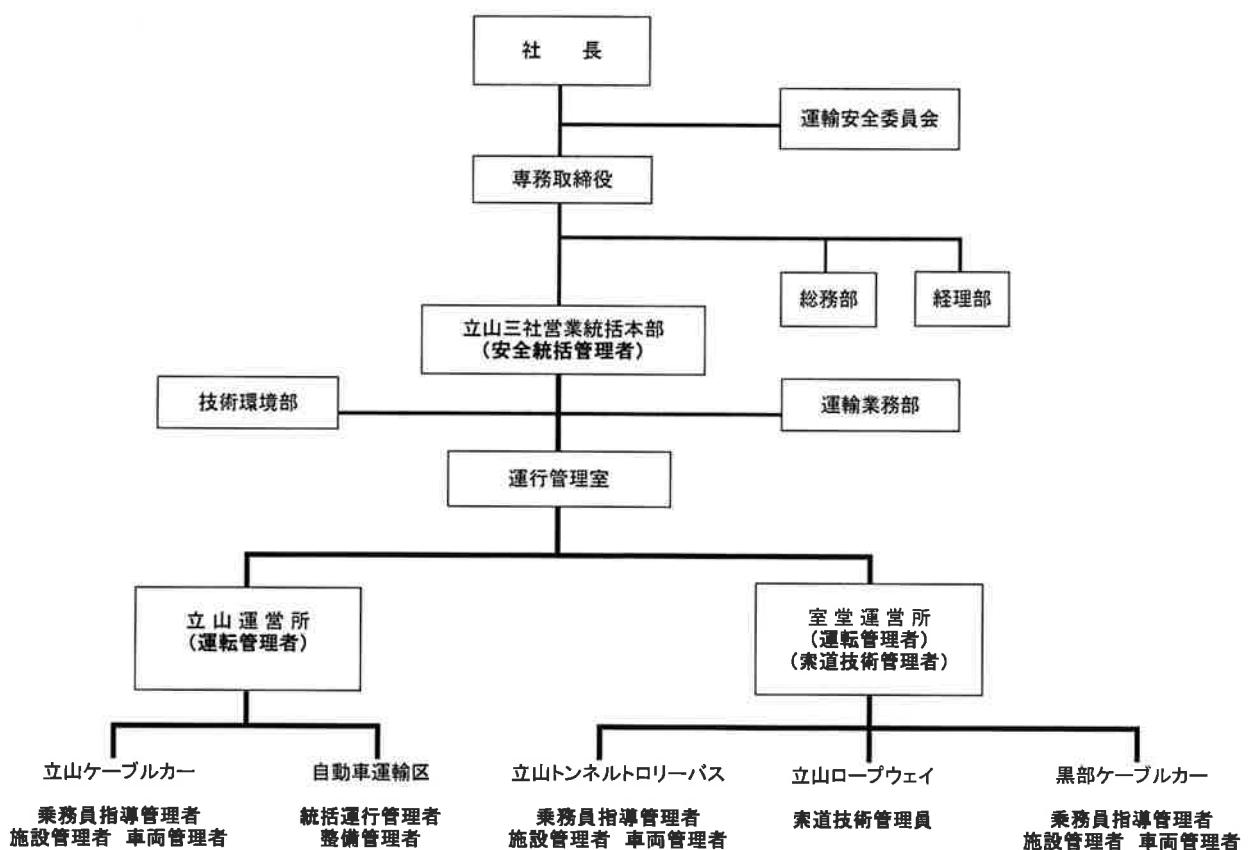 社　長
運輸安全委員会
専務取締役
総務部
経理部
立山三社営業統括本部
（安全統括管理者）
技術環境部
運輸業務部
運行管理室
立山運営所
（運転管理者）
室堂運営所
（運転管理者）
（索道技術管理者）
立山ケーブルカー
乗務員指導管理者
施設管理者　車両管理者
自動車運輸区
統括運行管理者
整備管理者
立山トンネルトロリーバス
乗務員指導管理者
施設管理者　車両管理者
立山ロープウェイ
索道技術管理員
黒部ケーブルカー
乗務員指導管理者
施設管理者　車両管理者